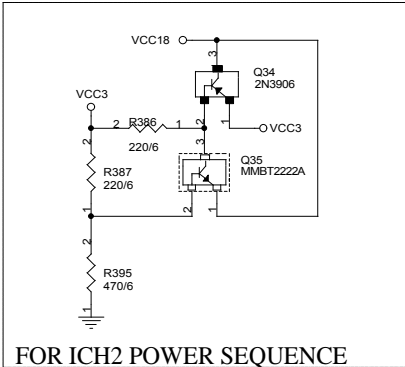 VCC18
3
Q34
2N3906
VCC3
2 R386 1
2 1 VCC3
220/6
2
3
Q35
MMBT2222A
R387
220/6
1
2 1
2
R395
470/6
1
FOR ICH2 POWER SEQUENCE